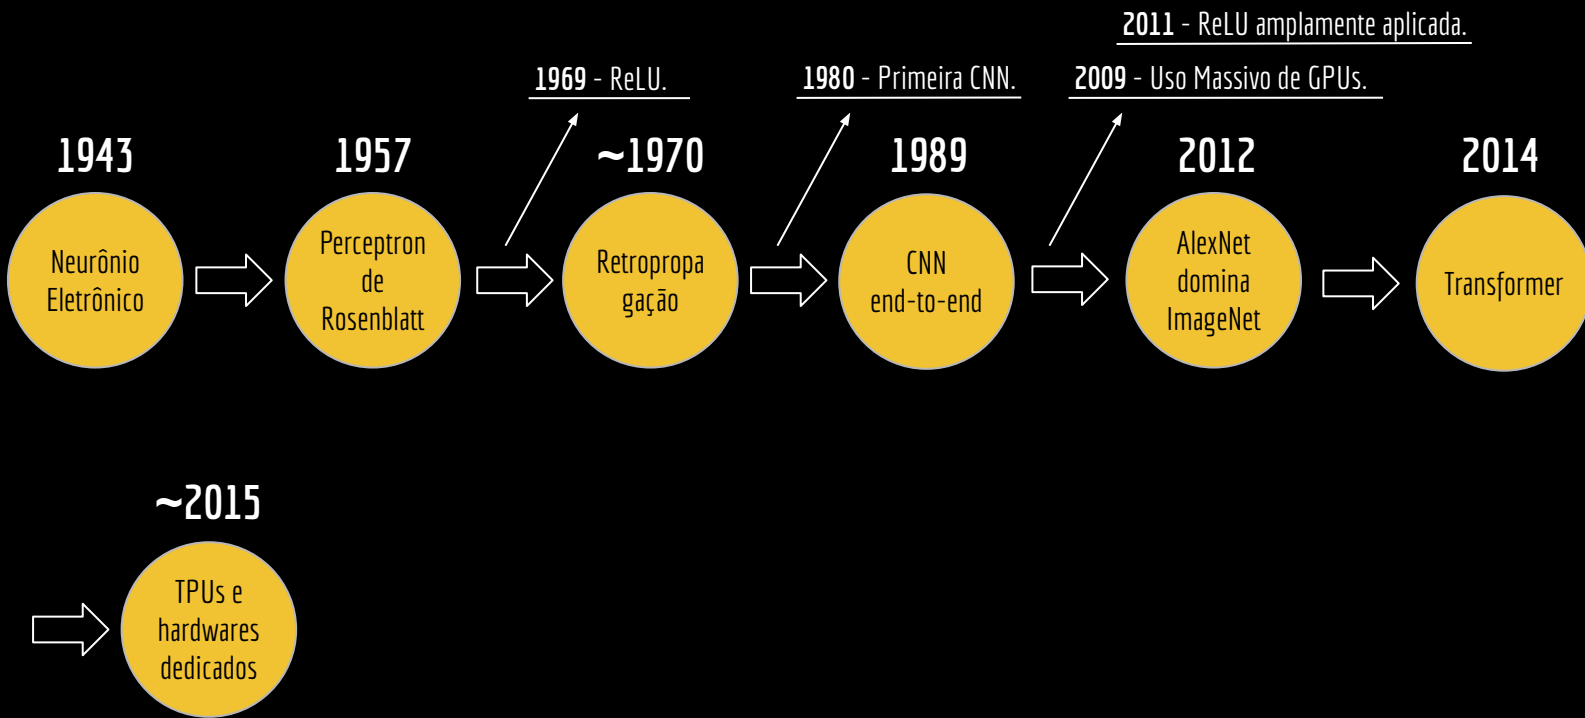 2011 - ReLU amplamente aplicada.
1969 - ReLU.
1980 - Primeira CNN.
2009 - Uso Massivo de GPUs.
1943
1957
~1970
1989
2012
2014
Neurônio
Eletrônico
Perceptron
de
Rosenblatt
Retropropa
gação
CNN
end-to-end
AlexNet
domina
ImageNet
Transformer
~2015
TPUs e
hardwares
dedicados